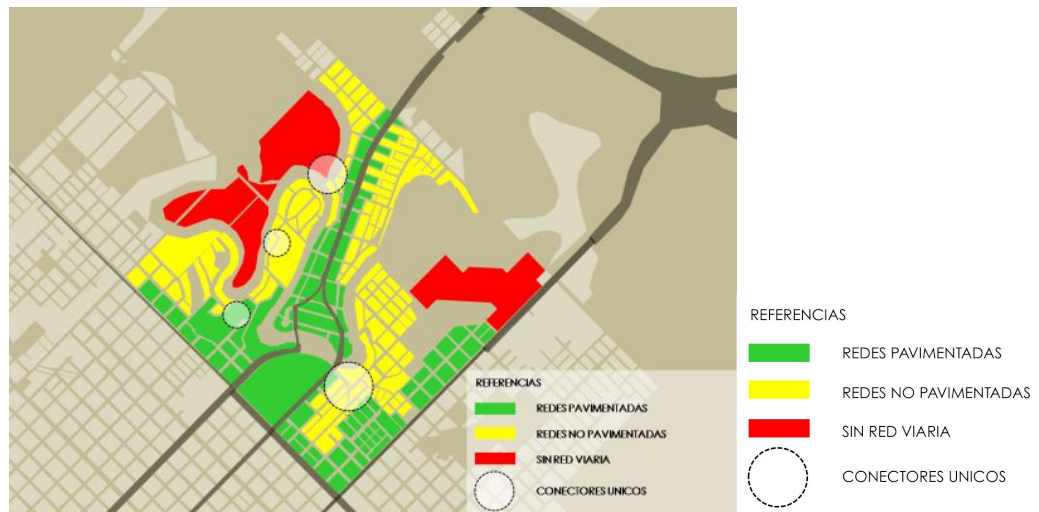 REFERENCIAS
REDES PAVIMENTADAS
REDES NO PAVIMENTADAS
SIN RED VIARIA
CONECTORES UNICOS
REFERENCIAS
REDES PAVIMENTADAS
REDES NO PAVIMENTADAS
SIN RED VIARIA
CONECTORES UNICOS